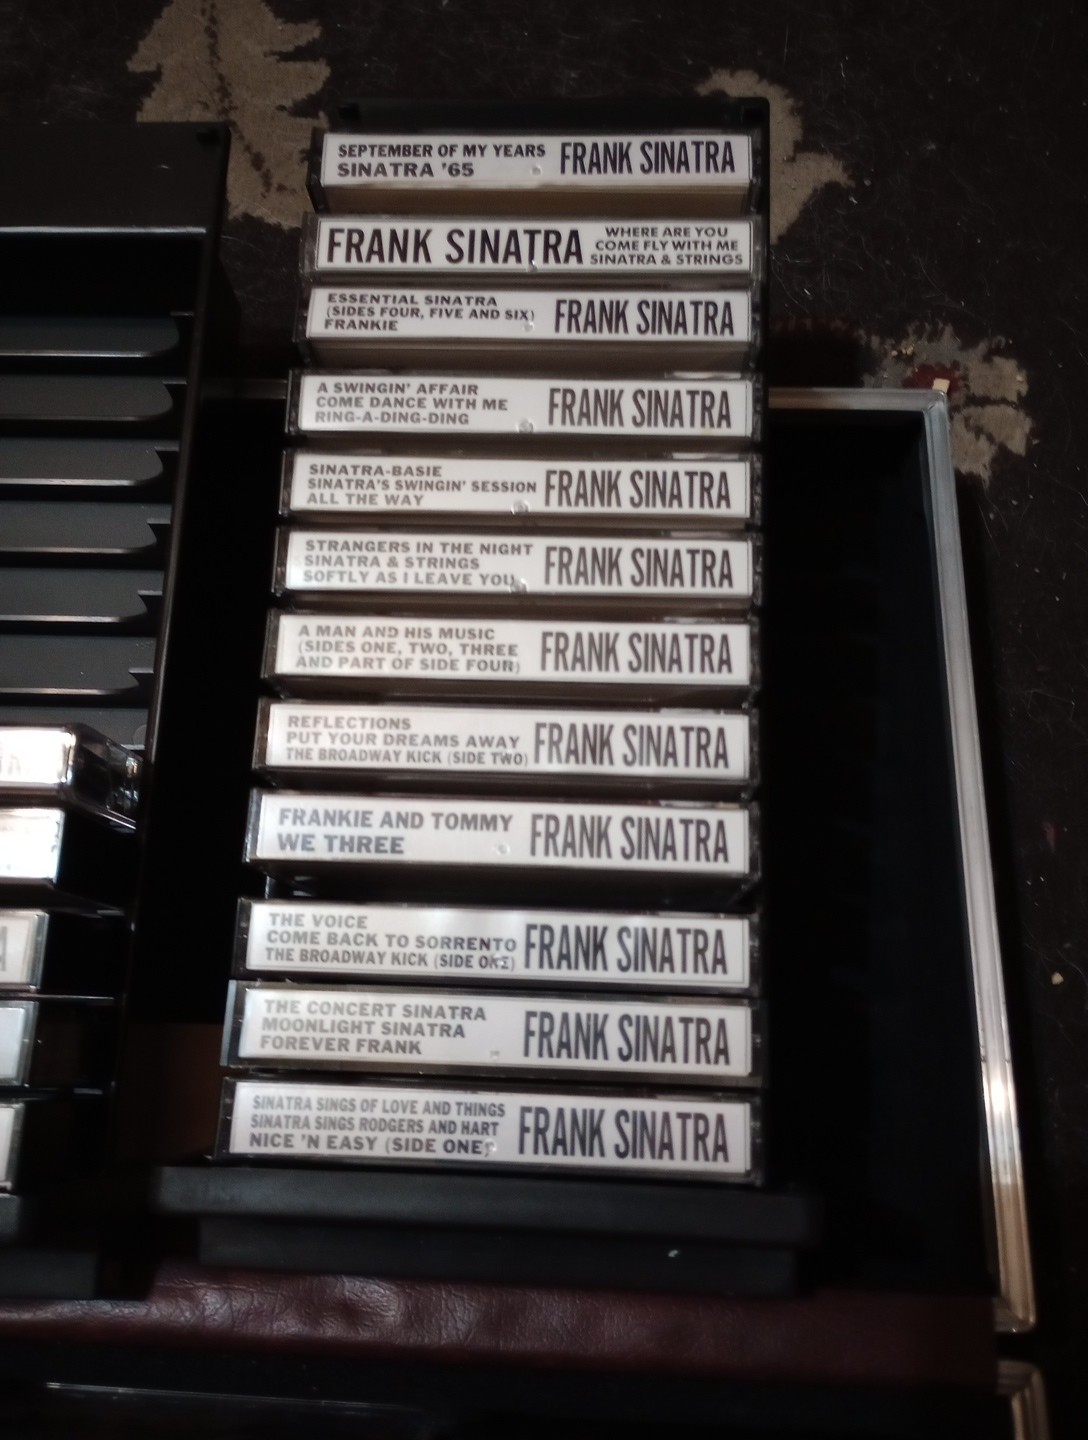 SEPTEMBER OF MY YEARS
SINATRA '65
FRANK SINATRA
FRANK SINATRA
WHERE ARE YOU
COME FLY WITH ME
SINATRA & STRINGS
ESSENTIAL SINATRA
(SIDES FOUR, FIVE AND SIX)
FRANKIE
FRANK SINATRA
A SWINGIN' AFFAIR
COME DANCE WITH ME
RING-A-DING-DING
FRANK SINATRA
SINATRA-BASIE
SINATRA'S SWINGIN' SESSION
ALL THE WAY
FRANK SINATRA
STRANGERS IN THE NIGHT
SINATRA & STRINGS
SOFTLY AS I LEAVE YOU
FRANK SINATRA
A MAN AND HIS MUSIC
(SIDES ONE, TWO, THREE
AND PART OF SIDE FOUR)
FRANK SINATRA
REFLECTIONS
PUT YOUR DREAMS AWAY
THE BROADWAY KICK (SIDE TWO)
FRANK SINATRA
FRANKIE AND TOMMY
WE THREE
FRANK SINATRA
THE VOICE
COME BACK TO SORRENTO
THE BROADWAY KICK (SIDE ONE)
FRANK SINATRA
THE CONCERT SINATRA
MOONLIGHT SINATRA
FOREVER FRANK
FRANK SINATRA
SINATRA SINGS OF LOVE AND THINGS
SINATRA SINGS RODGERS AND HART
NICE 'N EASY (SIDE ONE)
FRANK SINATRA